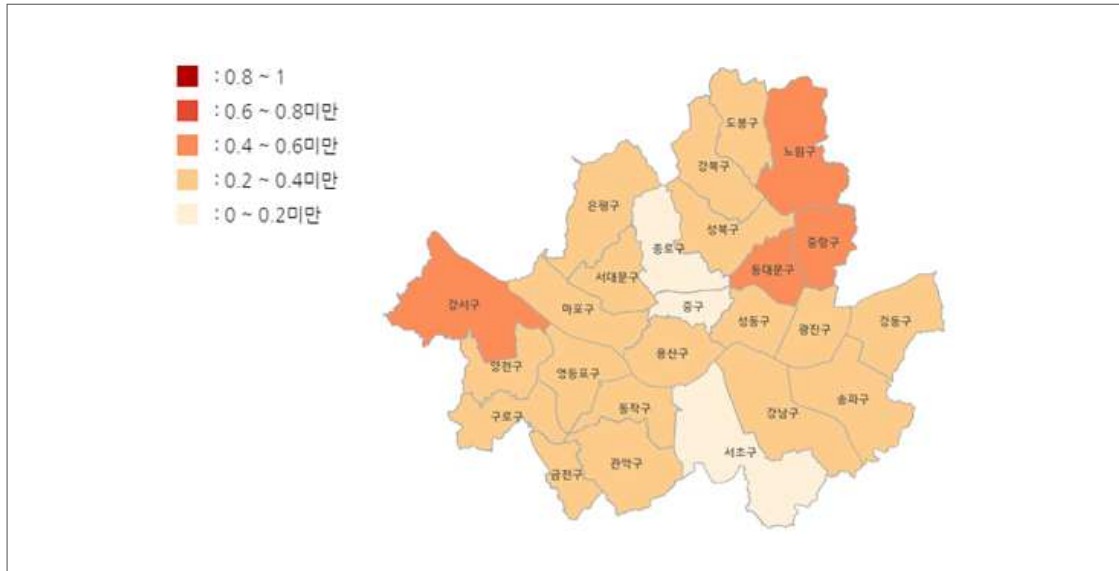 : 0.8 ~ 1
: 0.6 ~ 0.8미만
: 0.4 ~ 0.6미만
: 0.2 ~ 0.4미만
: 0 ~ 0.2미만
도봉구
노원구
강북구
은평구
성북구
종로구
중랑구
동대문구
서대문구
강서구
마포구
중구
성동구
광진구
강동구
용산구
양천구
영등포구
송파구
동작구
강남구
구로구
서초구
관악구
금천구